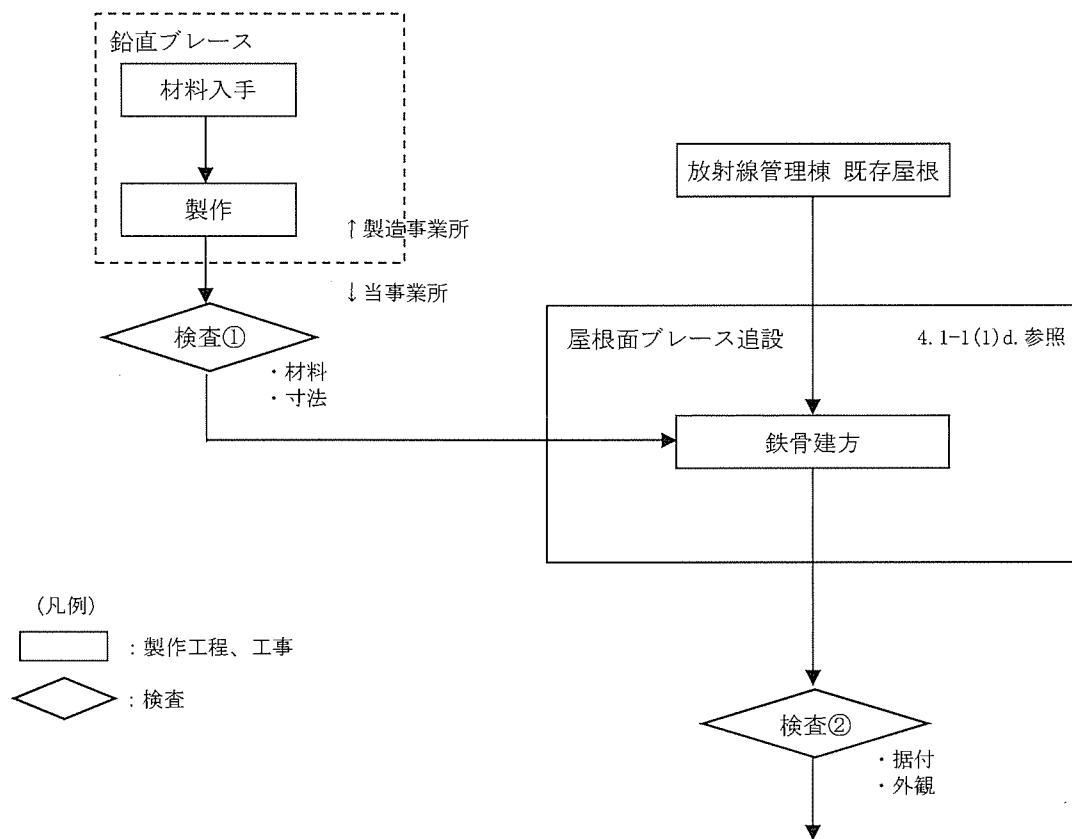 鉛直ブレース
材料入手
製作
↑製造事業所
↓当事業所
検査①
・材料
・寸法
放射線管理棟 既存屋根
屋根面ブレース追設
4.1-1(1)d.参照
鉄骨建方
検査②
・据付
・外観
(凡例)
：製作工程、工事
：検査